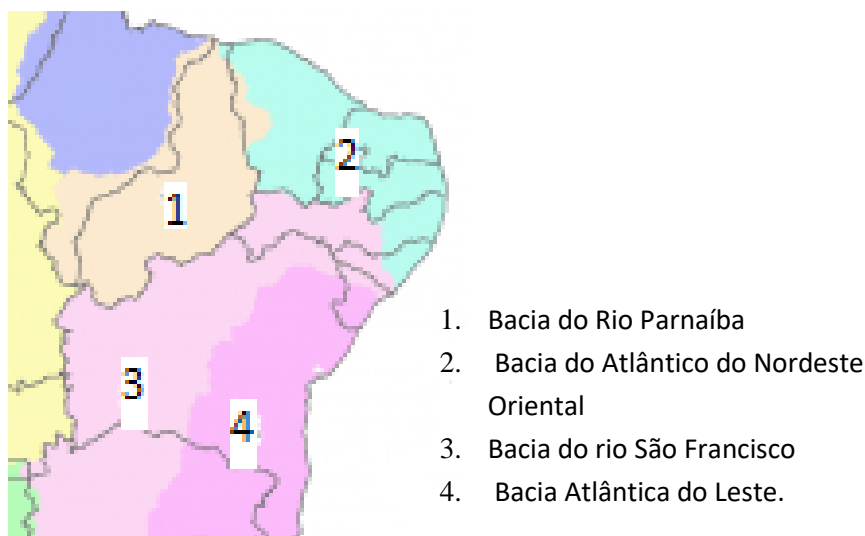 2
1
3
4
1. Bacia do Rio Parnaíba
2. Bacia do Atlântico do Nordeste
Oriental
3. Bacia do rio São Francisco
4. Bacia Atlântica do Leste.